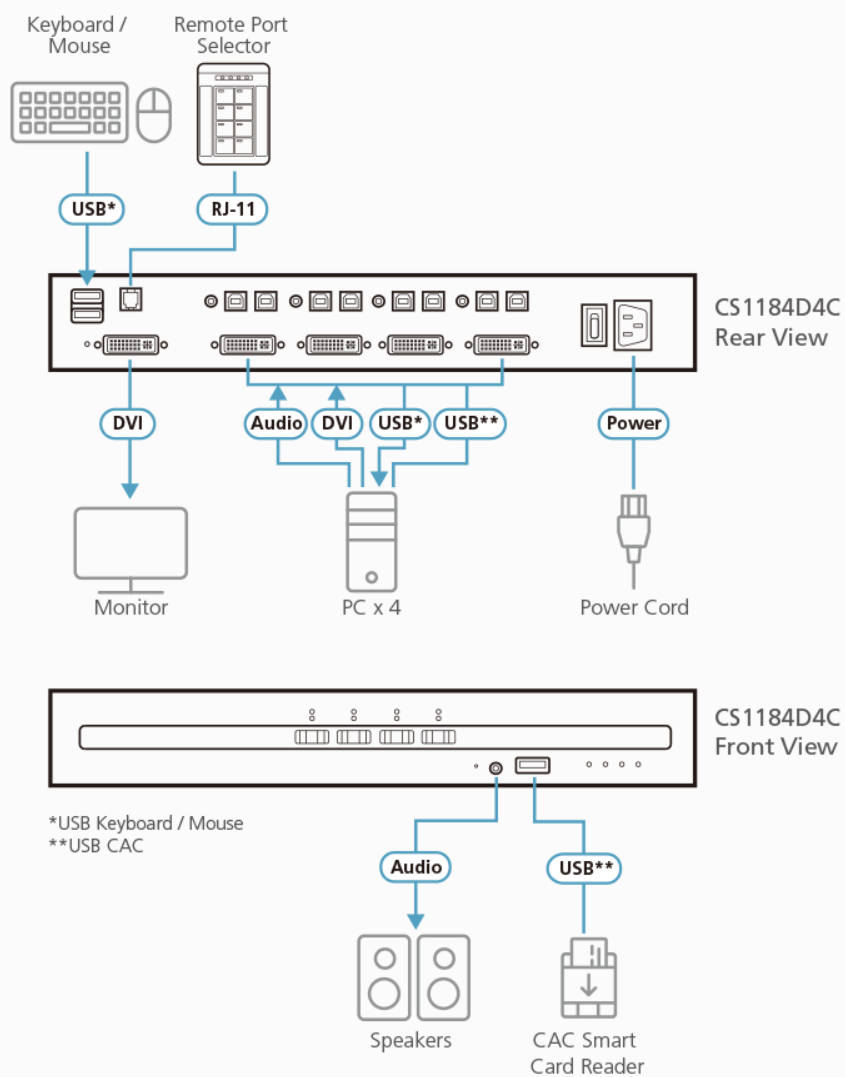 Keyboard /
Mouse
Remote Port
Selector
USB*
RJ-11
CS1184D4C
Rear View
DVI
Audio
DVI
USB*
USB**
Power
Monitor
PC x 4
Power Cord
CS1184D4C
Front View
*USB Keyboard / Mouse
**USB CAC
Audio
USB**
Speakers
CAC Smart
Card Reader